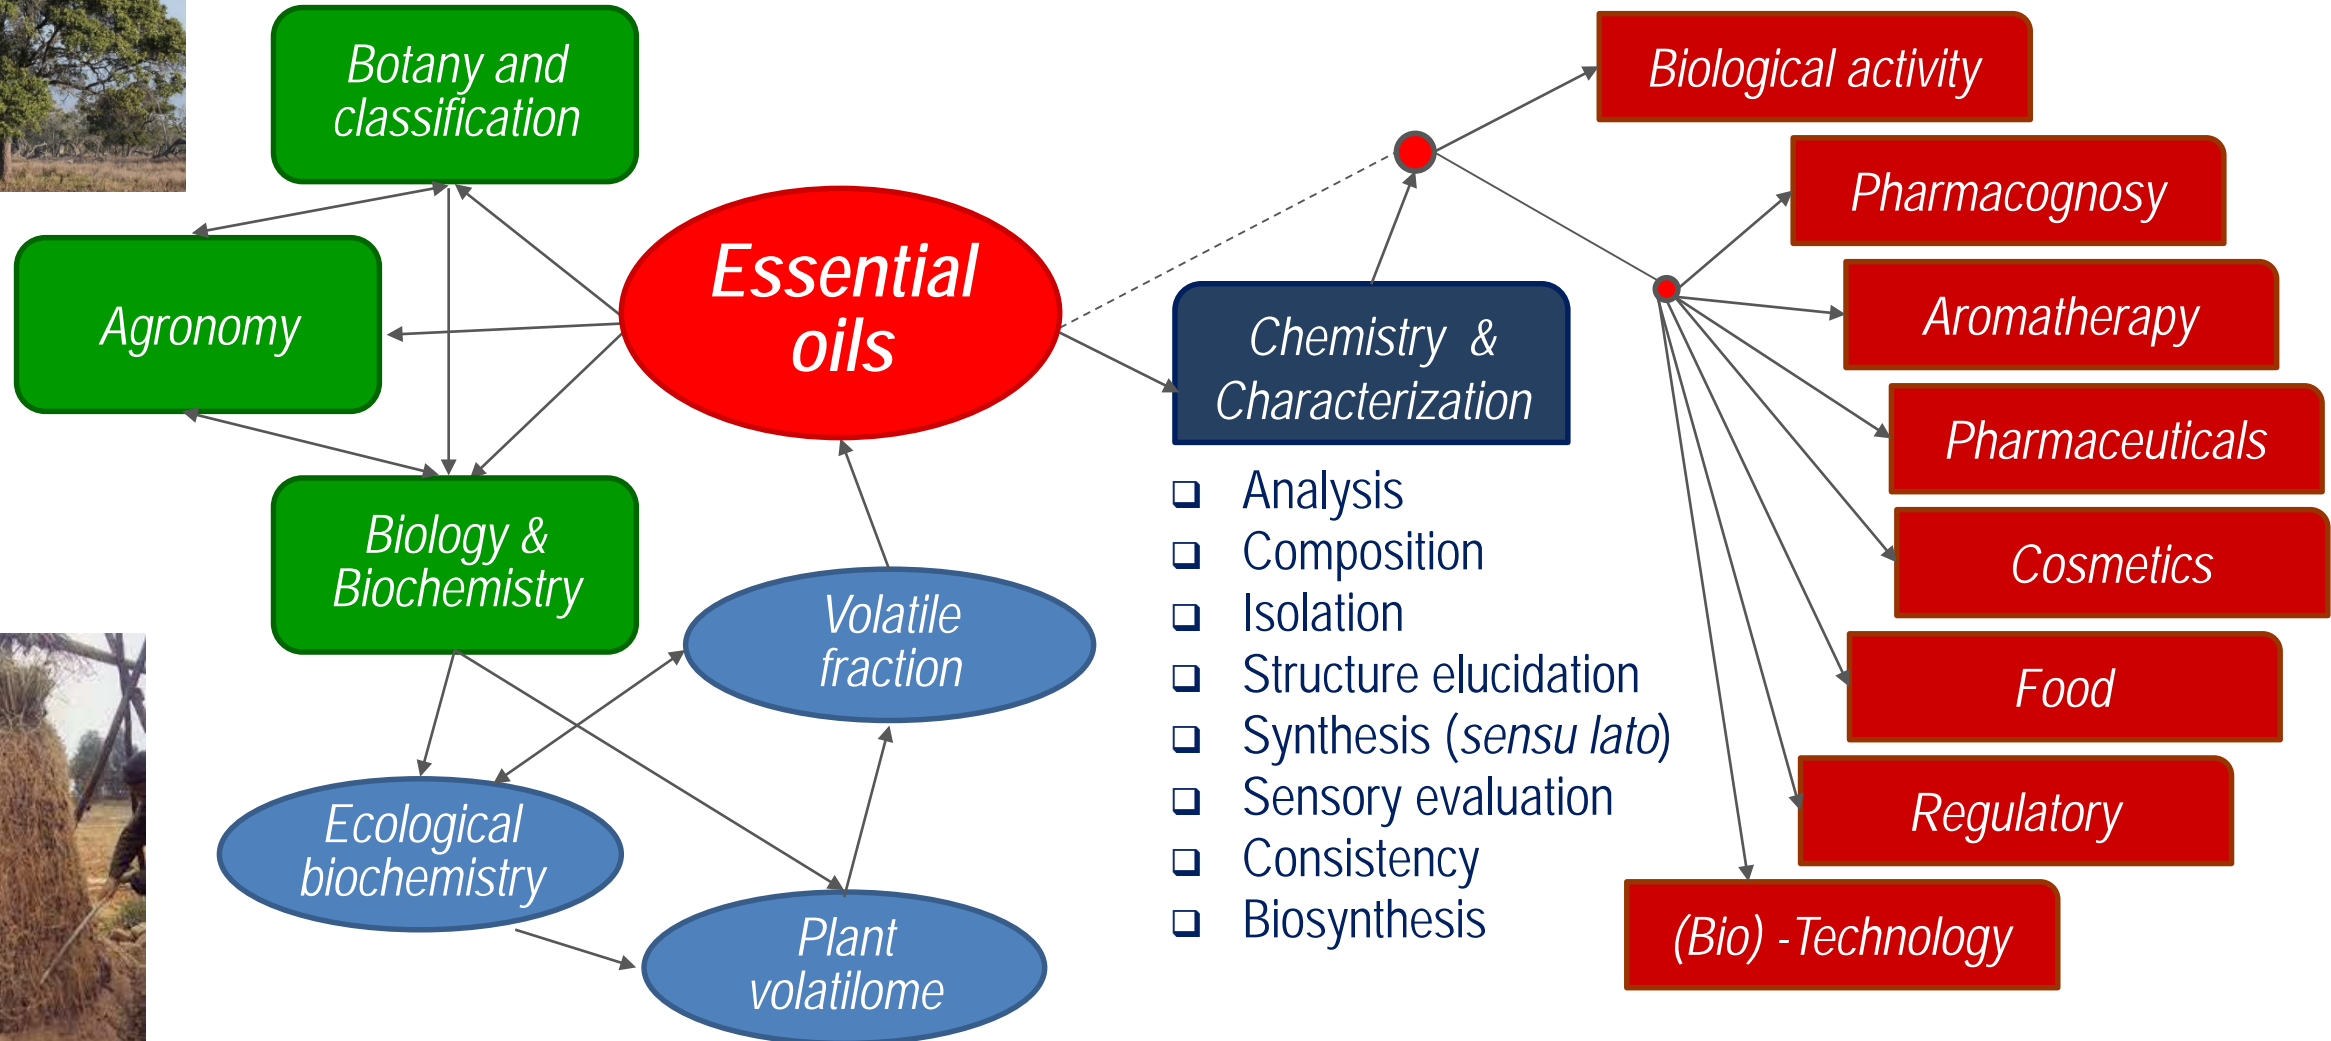 Botany and
classification
Agronomy
Biology &
Biochemistry
Essential
oils
Volatile
fraction
Ecological
biochemistry
Plant
volatilome
Chemistry &
Characterization
❑ Analysis
❑ Composition
❑ Isolation
❑ Structure elucidation
❑ Synthesis (sensu lato)
❑ Sensory evaluation
❑ Consistency
❑ Biosynthesis
Biological activity
Pharmacognosy
Aromatherapy
Pharmaceuticals
Cosmetics
Food
Regulatory
(Bio) -Technology